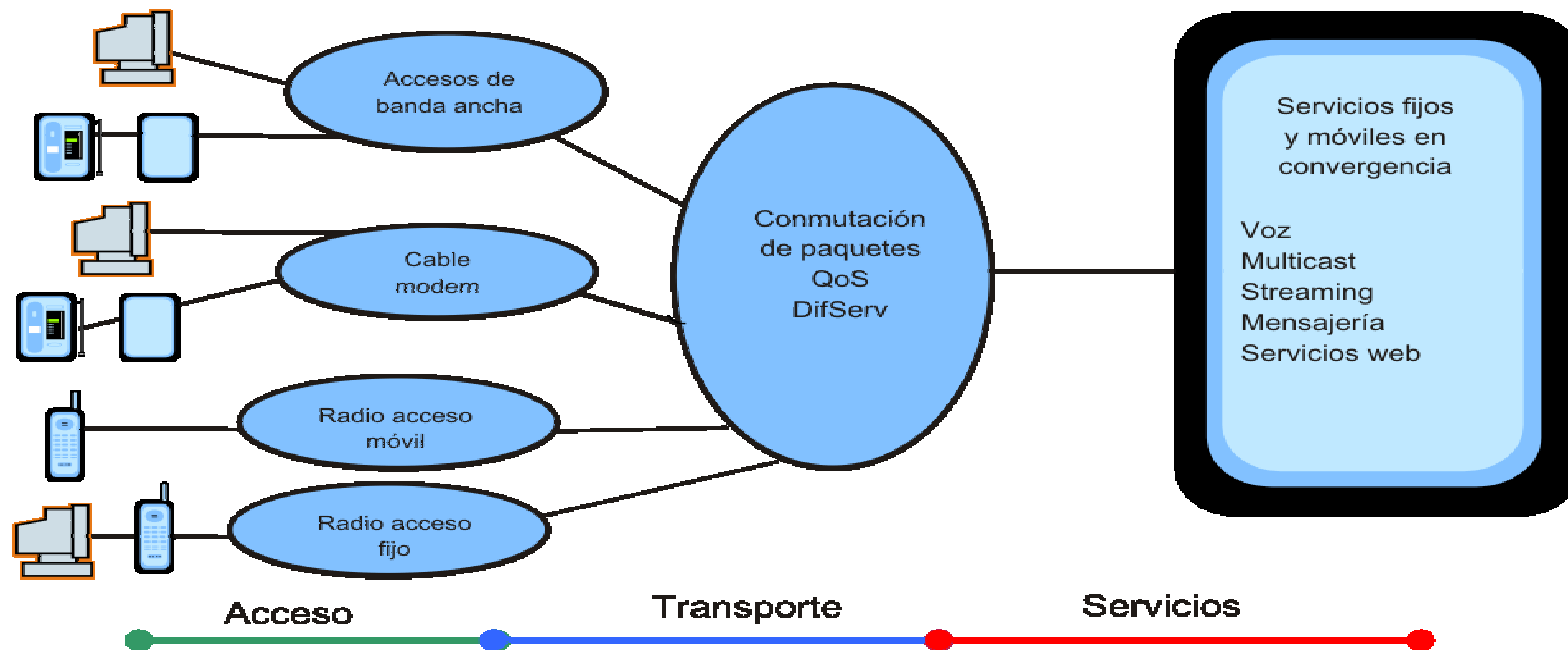 Accesos de
banda ancha
Cable
modem
Radio acceso
móvil
Radio acceso
fijo
Conmutación
de paquetes
QoS
DifServ
Servicios fijos
y móviles en
convergencia
Voz
Multicast
Streaming
Mensajería
Servicios web
Acceso
Transporte
Servicios